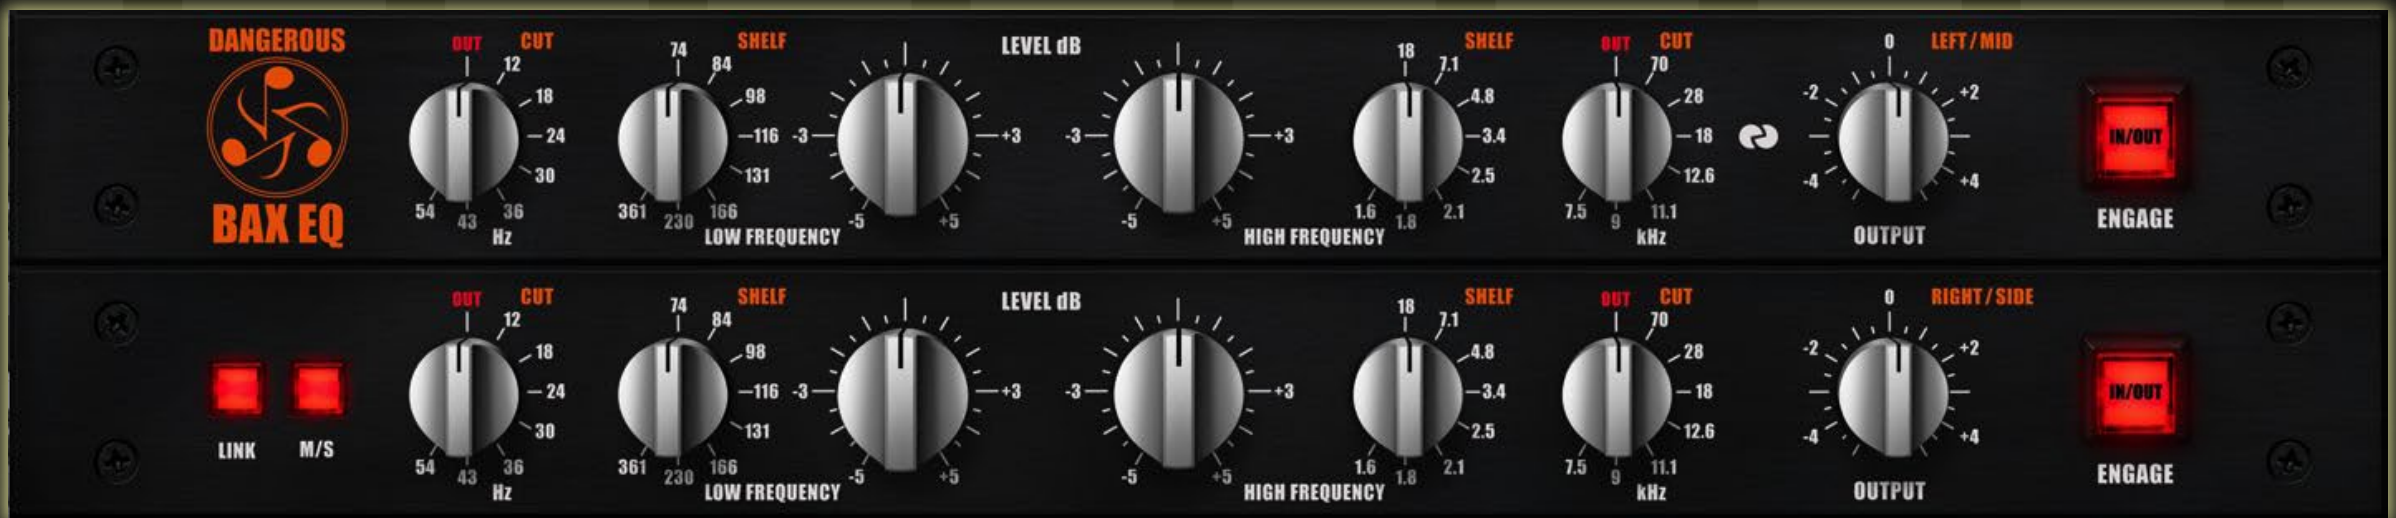 DANGEROUS
BAX EQ
OUT CUT
12
18
24
30
36
43
54
Hz
74 SHELF
84
98
116
131
166
230
361
LOW FREQUENCY
LEVEL dB
-3 +3
-5 +5
-3 +3
-5 +5
HIGH FREQUENCY
18 SHELF
7.1
4.8
3.4
2.5
2.1
1.8
1.6
OUT CUT
70
28
18
12.6
11.1
9
7.5
kHz
0 LEFT/MID
-2 +2
-4 +4
OUTPUT
IN/OUT
ENGAGE
LINK M/S
OUT CUT
12
18
24
30
36
43
54
Hz
74 SHELF
84
98
116
131
166
230
361
LOW FREQUENCY
LEVEL dB
-3 +3
-5 +5
-3 +3
-5 +5
HIGH FREQUENCY
18 SHELF
7.1
4.8
3.4
2.5
2.1
1.8
1.6
OUT CUT
70
28
18
12.6
11.1
9
7.5
kHz
0 RIGHT/SIDE
-2 +2
-4 +4
OUTPUT
IN/OUT
ENGAGE